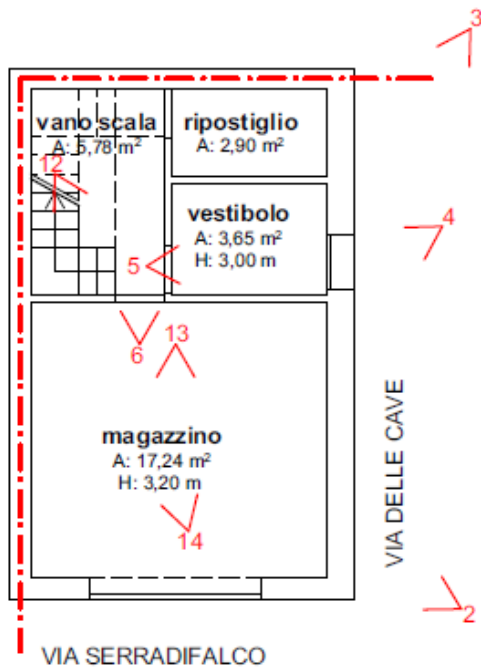 3
vano scala
A: 5,78 m²
ripostiglio
A: 2,90 m²
12
vestibolo
A: 3,65 m²
H: 3,00 m
4
5
6
13
magazzino
A: 17,24 m²
H: 3,20 m
14
VIA DELLE CAVE
2
VIA SERRADIFALCO